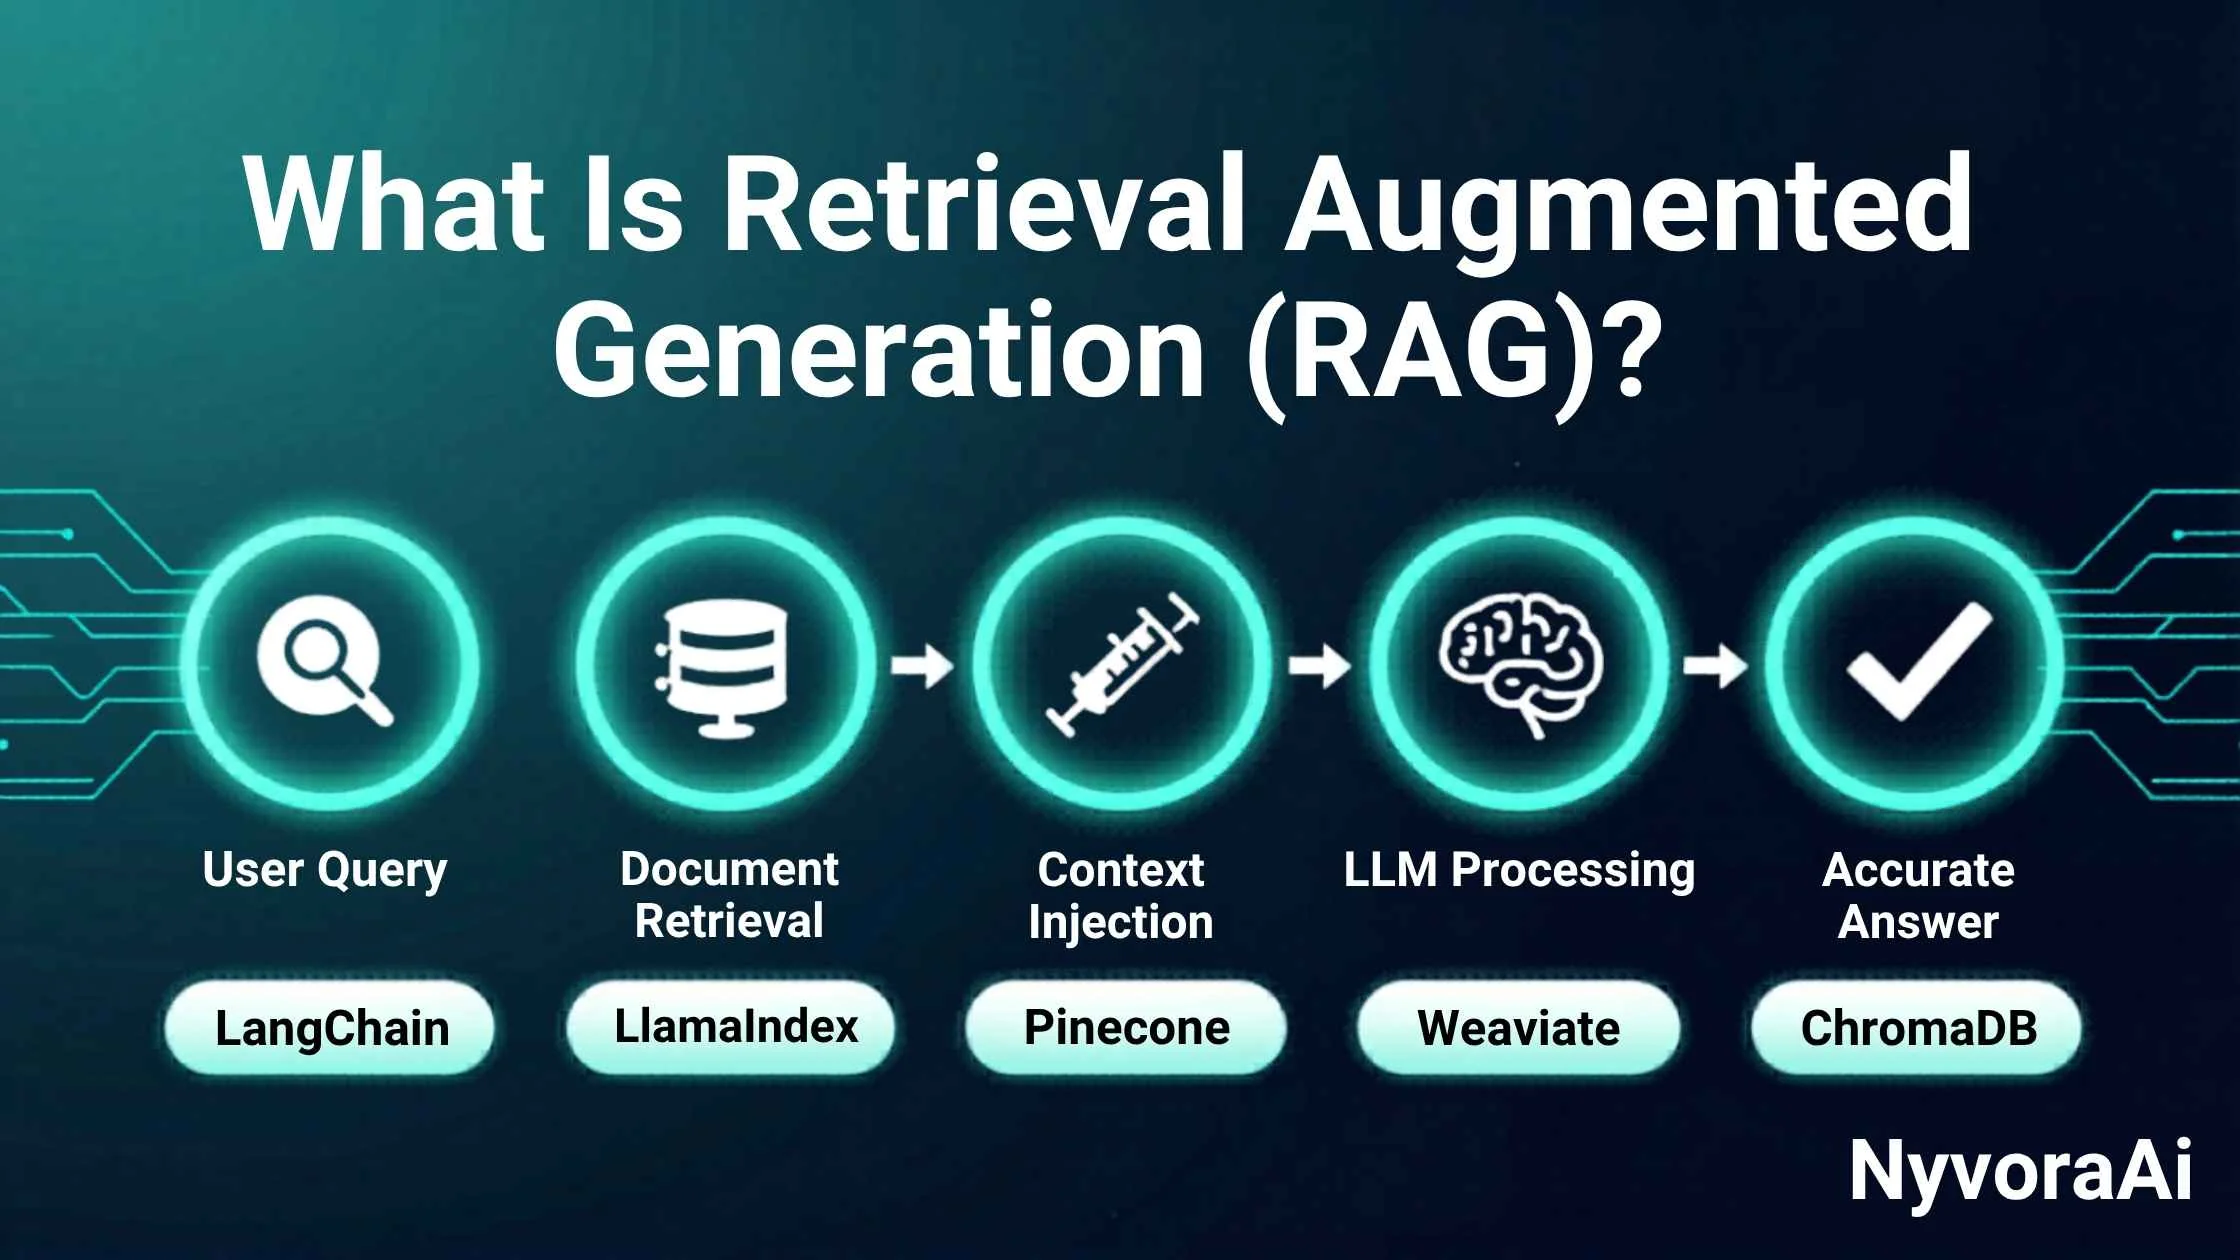 What Is Retrieval Augmented
Generation (RAG)?
User Query
Document
Retrieval
Context
Injection
LLM Processing
Accurate
Answer
LangChain
LlamaIndex
Pinecone
Weaviate
ChromaDB
NyvoraAi